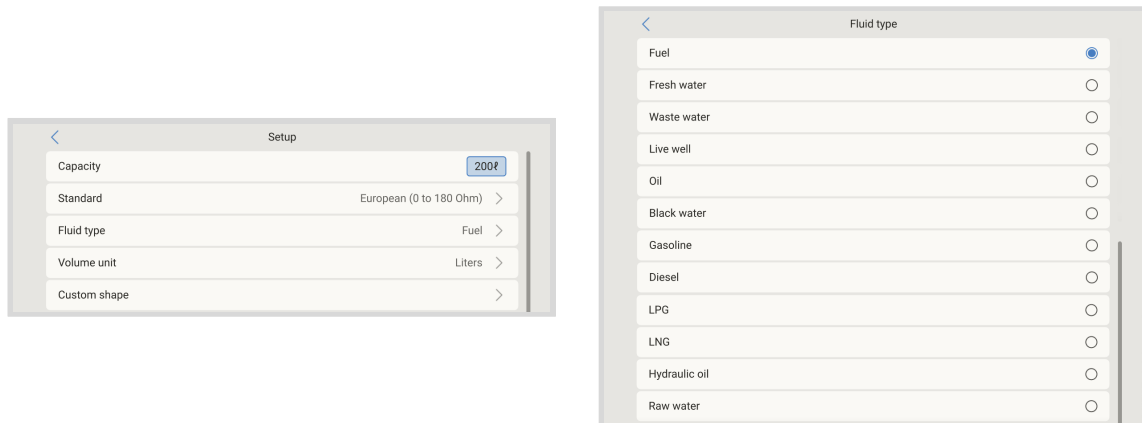 Setup
Capacity 200ℓ
Standard European (0 to 180 Ohm)
Fluid type Fuel
Volume unit Liters
Custom shape
Fluid type
Fuel
Fresh water
Waste water
Live well
Oil
Black water
Gasoline
Diesel
LPG
LNG
Hydraulic oil
Raw water